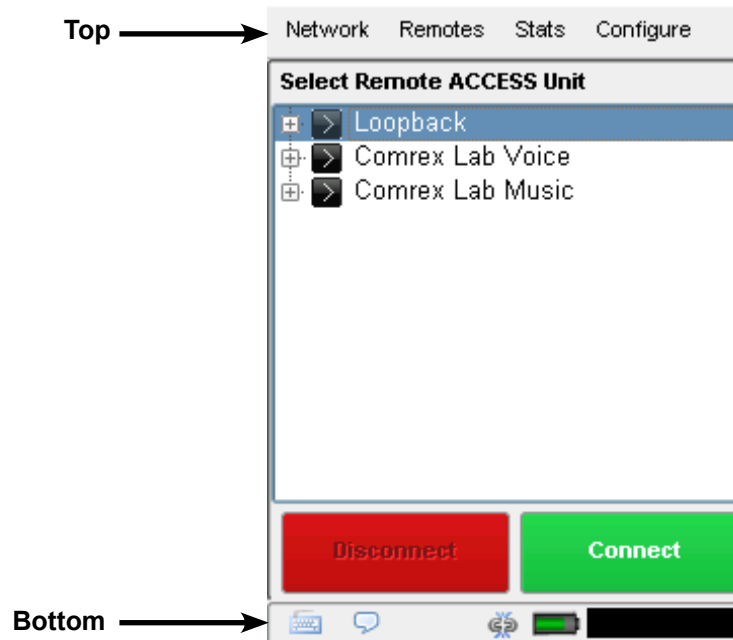 Top
Network Remotes Stats Configure
Select Remote ACCESS Unit
Loopback
Comrex Lab Voice
Comrex Lab Music
Disconnect Connect
Bottom